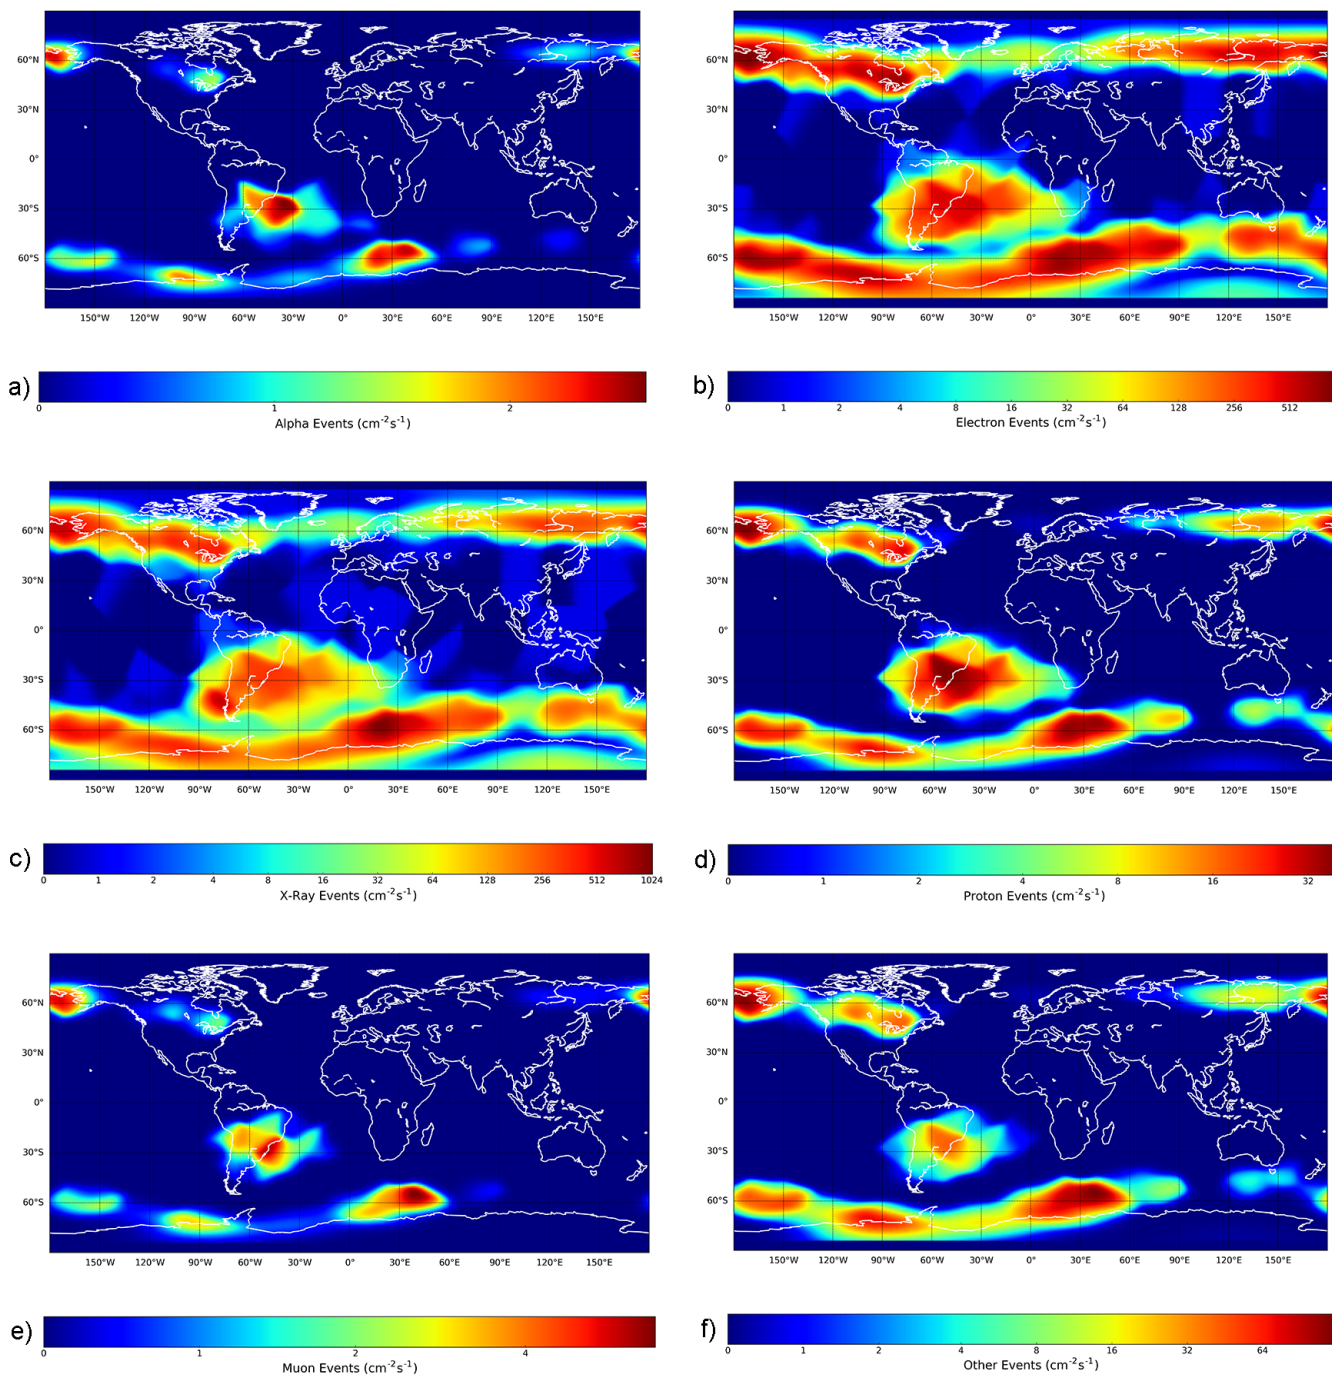 60°N 60°N
30°N 30°N
0° 0°
30°S 30°S
60°S 60°S
150°W 120°W 90°W 60°W 30°W 0° 30°E 60°E 90°E 120°E 150°E 150°W 120°W 90°W 60°W 30°W 0° 30°E 60°E 90°E 120°E 150°E
a) b)
0 1 2 0 1 2 4 8 16 32 64 128 256 512
Alpha Events (cm⁻²s⁻¹) Electron Events (cm⁻²s⁻¹)
60°N 60°N
30°N 30°N
0° 0°
30°S 30°S
60°S 60°S
150°W 120°W 90°W 60°W 30°W 0° 30°E 60°E 90°E 120°E 150°E 150°W 120°W 90°W 60°W 30°W 0° 30°E 60°E 90°E 120°E 150°E
c) d)
0 1 2 4 8 16 32 64 128 256 512 1024 0 1 2 4 8 16 32
X-Ray Events (cm⁻²s⁻¹) Proton Events (cm⁻²s⁻¹)
60°N 60°N
30°N 30°N
0° 0°
30°S 30°S
60°S 60°S
150°W 120°W 90°W 60°W 30°W 0° 30°E 60°E 90°E 120°E 150°E 150°W 120°W 90°W 60°W 30°W 0° 30°E 60°E 90°E 120°E 150°E
e) f)
0 1 2 4 0 1 2 4 8 16 32 64
Muon Events (cm⁻²s⁻¹) Other Events (cm⁻²s⁻¹)